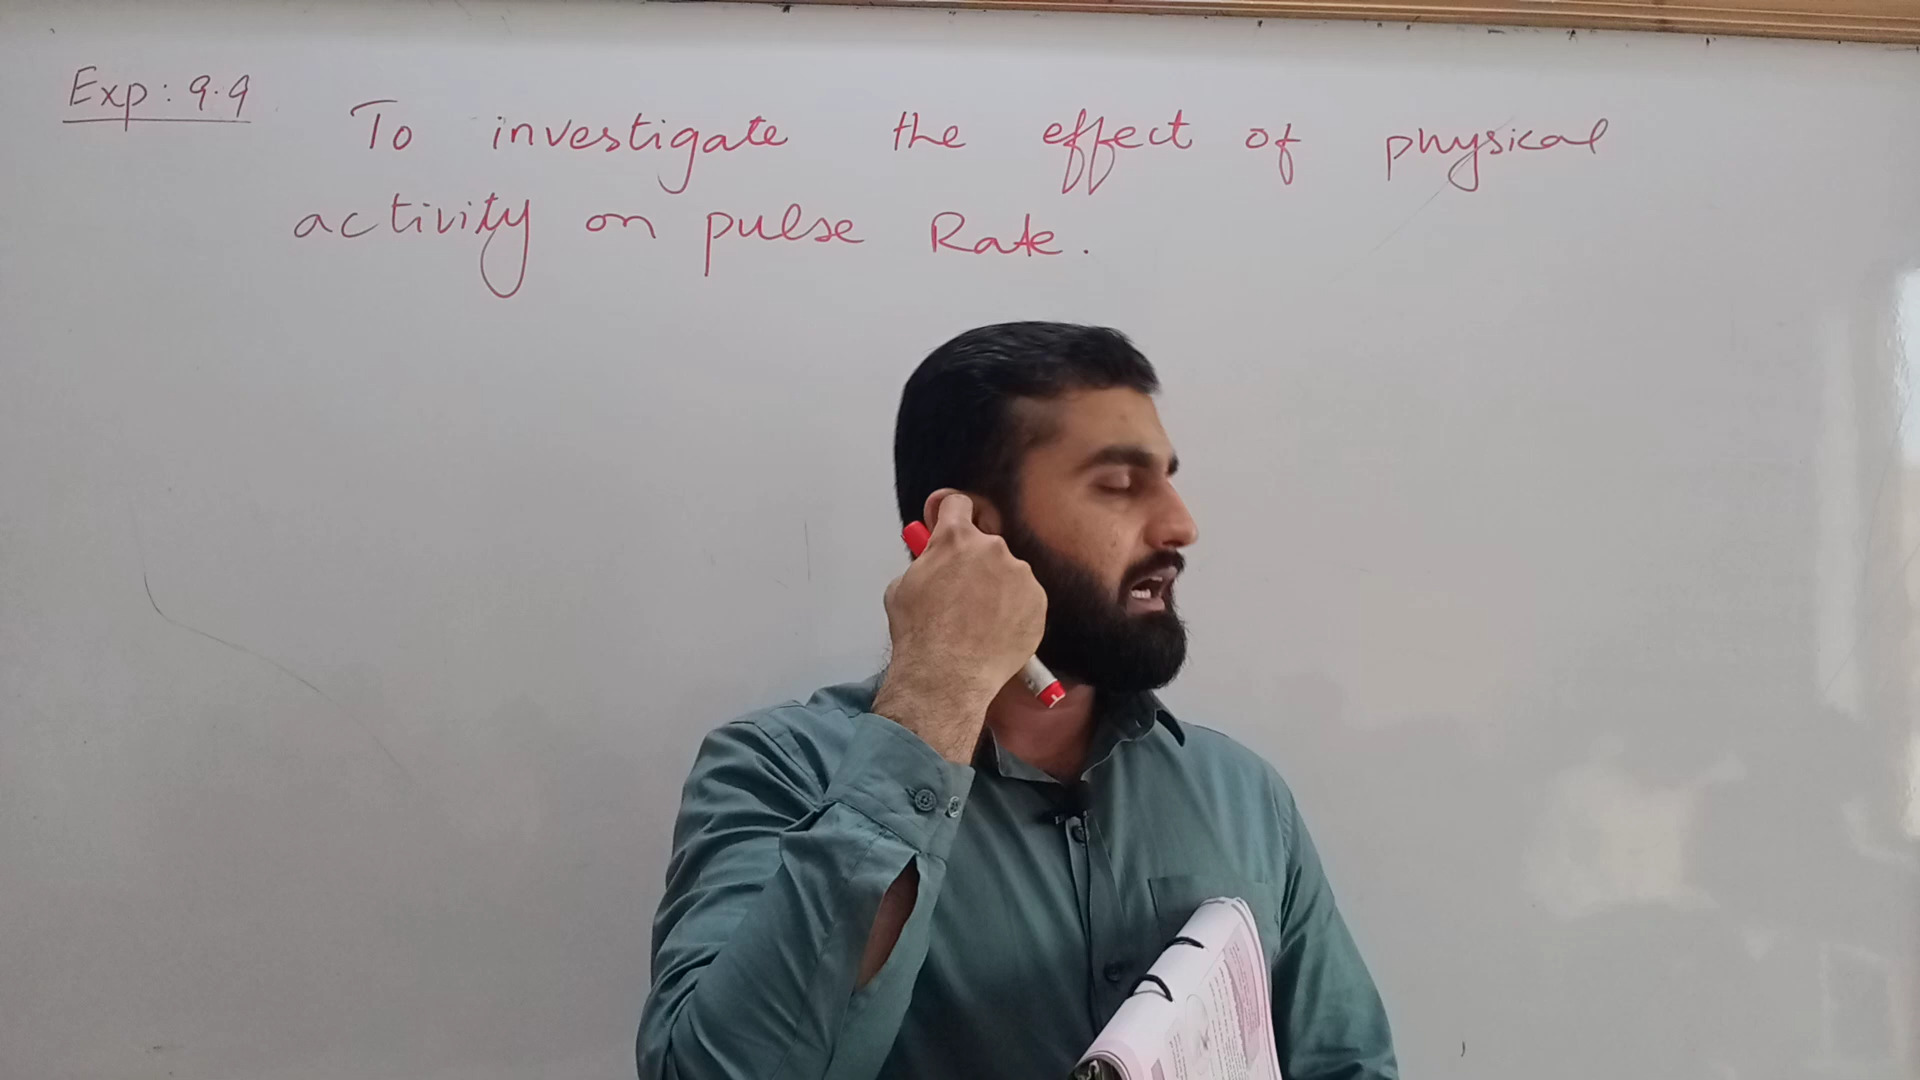 Exp: 9.9
To investigate the effect of physical
activity on pulse Rate.